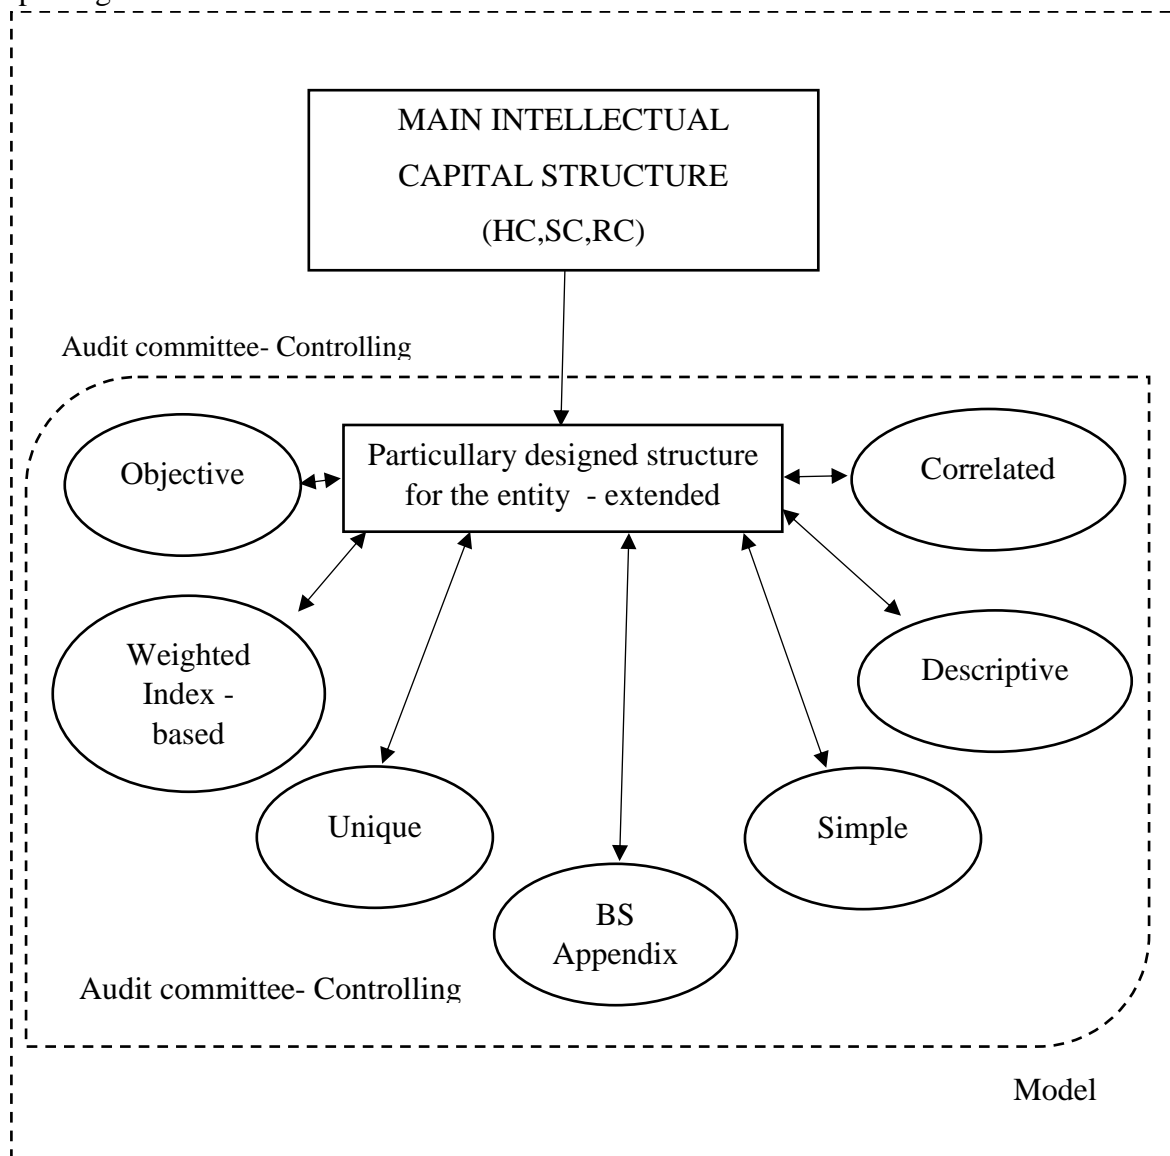 MAIN INTELLECTUAL
CAPITAL STRUCTURE
(HC,SC,RC)
Audit committee- Controlling
Objective
Particullary designed structure
for the entity - extended
Correlated
Weighted
Index -
based
Descriptive
Unique
Simple
BS
Appendix
Audit committee- Controlling
Model